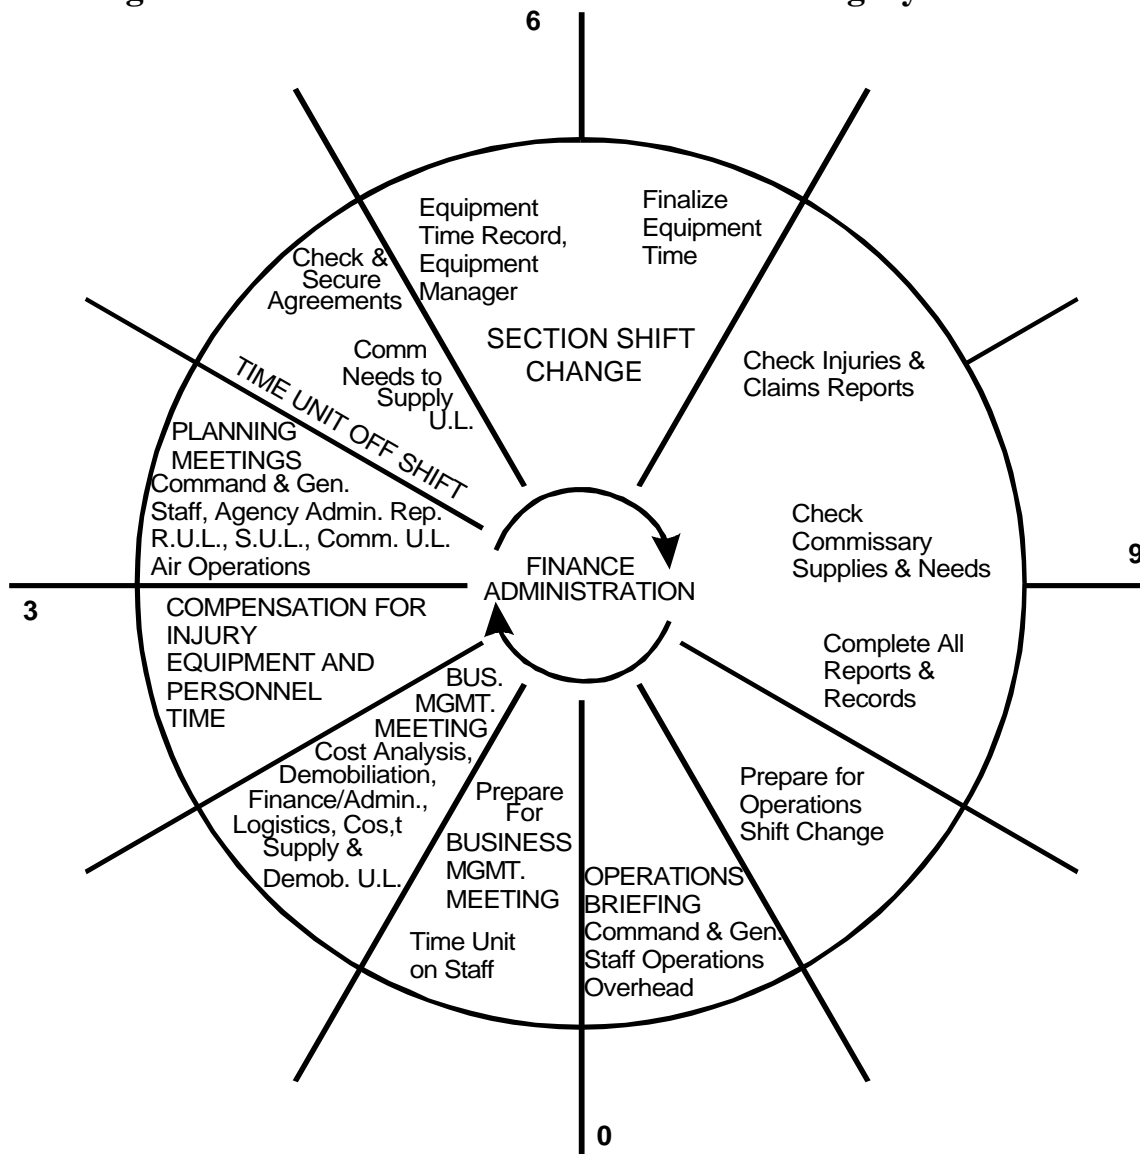 6
Equipment
Time Record,
Equipment
Manager
Finalize
Equipment
Time
SECTION SHIFT
CHANGE
Check &
Secure
Agreements
Comm
Needs to
Supply
U.L.
TIME UNIT OFF SHIFT
Check Injuries &
Claims Reports
PLANNING
MEETINGS
Command & Gen.
Staff, Agency Admin. Rep.
R.U.L., S.U.L., Comm. U.L.
Air Operations
Check
Commissary
Supplies & Needs
9
FINANCE
ADMINISTRATION
3
COMPENSATION FOR
INJURY
EQUIPMENT AND
PERSONNEL
TIME
Complete All
Reports &
Records
BUS.
MGMT.
MEETING
Cost Analysis,
Demobiliation,
Finance/Admin.,
Logistics, Cos,t
Supply &
Demob. U.L.
Prepare
For
BUSINESS
MGMT.
MEETING
Time Unit
on Staff
Prepare for
Operations
Shift Change
OPERATIONS
BRIEFING
Command & Gen.
Staff Operations
Overhead
0